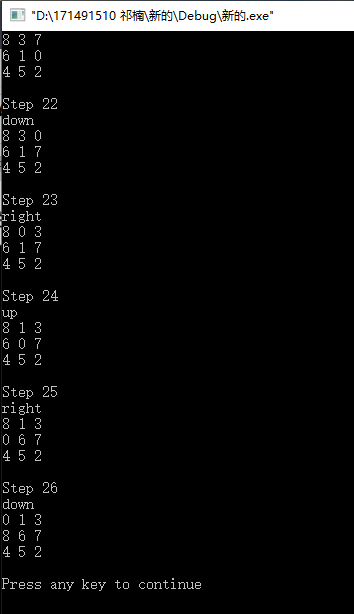 "D:\171491510 祁楠\新的\Debug\新的.exe"
8 3 7
6 1 0
4 5 2
Step 22
down
8 3 0
6 1 7
4 5 2
Step 23
right
8 0 3
6 1 7
4 5 2
Step 24
up
8 1 3
6 0 7
4 5 2
Step 25
right
8 1 3
0 6 7
4 5 2
Step 26
down
0 1 3
8 6 7
4 5 2
Press any key to continue